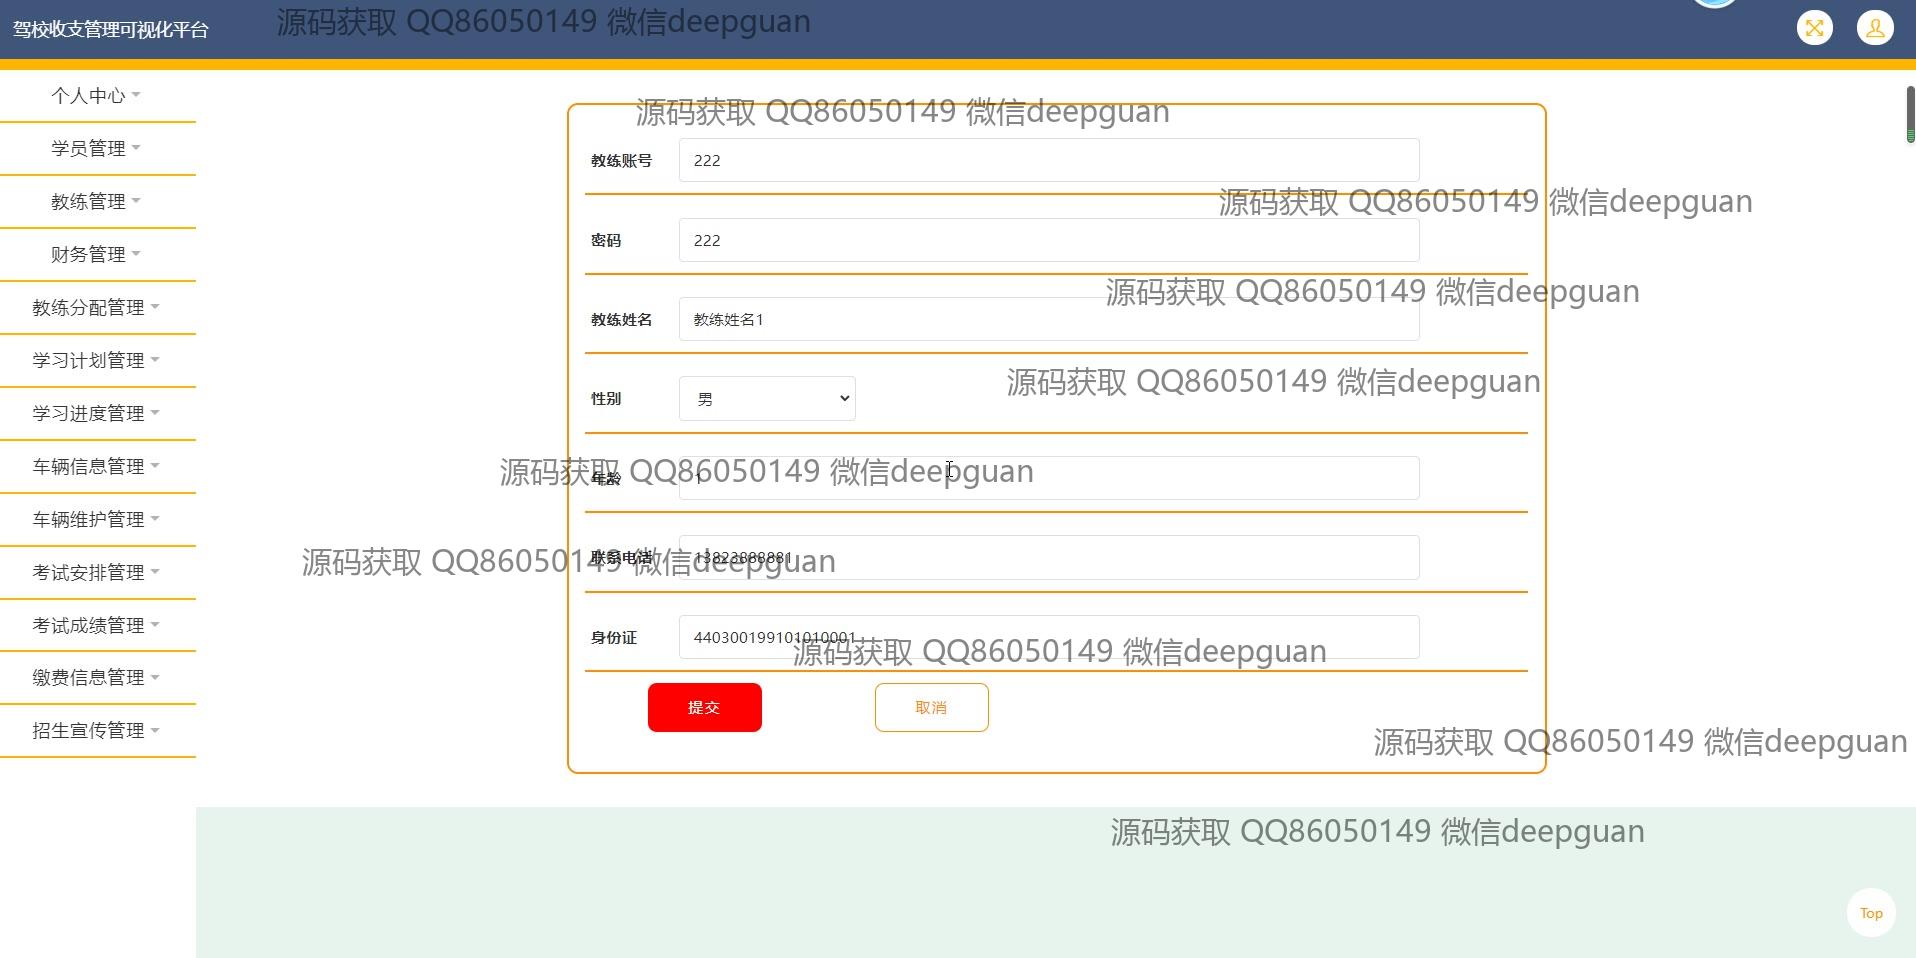 驾校收支管理可视化平台
源码获取 QQ86050149 微信deepguan
个人中心
学员管理
教练管理
财务管理
教练分配管理
学习计划管理
学习进度管理
车辆信息管理
车辆维护管理
考试安排管理
考试成绩管理
缴费信息管理
招生宣传管理
源码获取 QQ86050149 微信deepguan
教练账号 222
源码获取 QQ86050149 微信deepguan
密码 222
源码获取 QQ86050149 微信deepguan
教练姓名 教练姓名1
源码获取 QQ86050149 微信deepguan
性别 男
源码获取 QQ86050149 微信deepguan
年龄 1
源码获取 QQ86050149 微信deepguan
联系电话 13823888881
身份证 440300199101010001
源码获取 QQ86050149 微信deepguan
提交 取消
源码获取 QQ86050149 微信deepguan
源码获取 QQ86050149 微信deepguan
Top